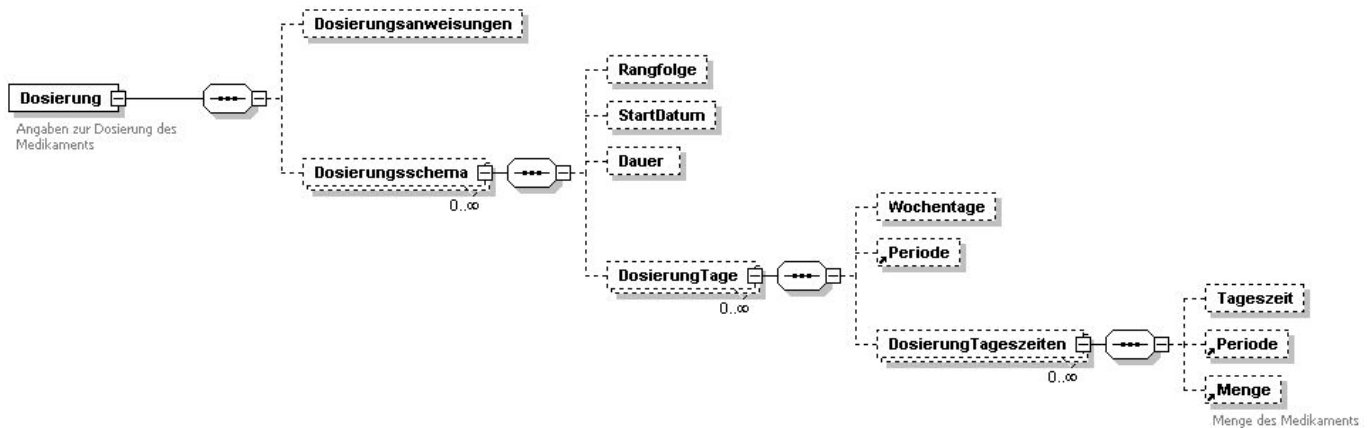 Dosierungsanweisungen
Dosierung
Angaben zur Dosierung des
Medikaments
Dosierungsschema
0..∞
Rangfolge
StartDatum
Dauer
DosierungTage
0..∞
Wochentage
Periode
DosierungTageszeiten
0..∞
Tageszeit
Periode
Menge
Menge des Medikaments